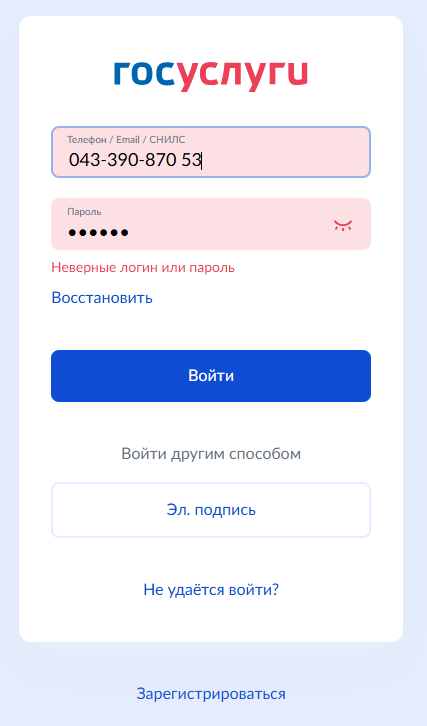 госуслуги
Телефон / Email / СНИЛС
043-390-870 53
Пароль
••••••
Неверные логин или пароль
Восстановить
Войти
Войти другим способом
Эл. подпись
Не удаётся войти?
Зарегистрироваться